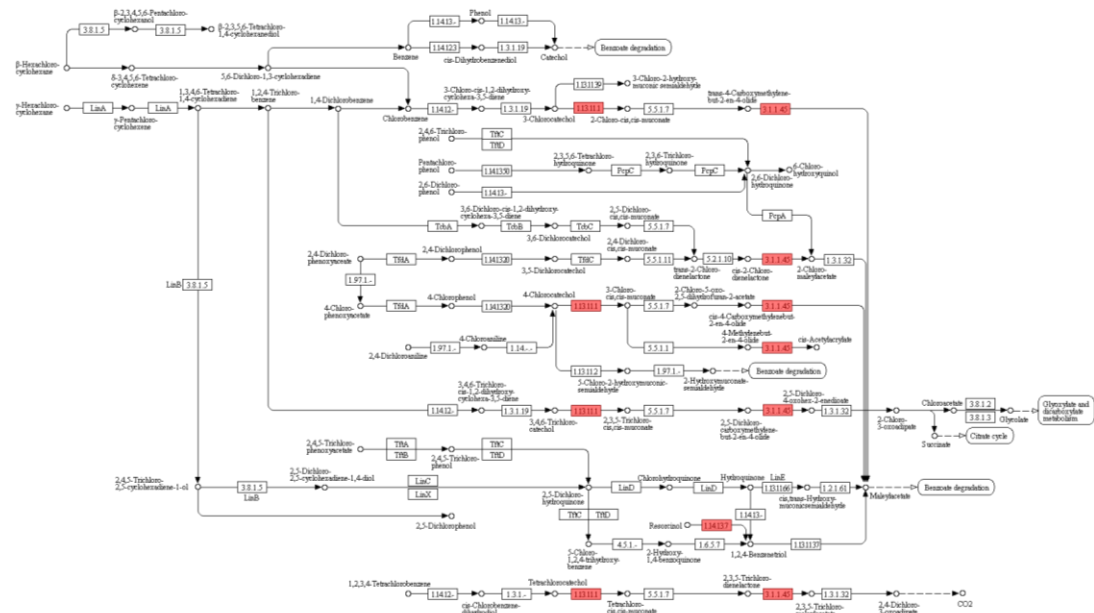 β-2,3,4,5,6-Pentachloro-
cyclohexanol
3.8.1.5
3.8.1.5
β-2,3,5,6-Tetrachloro-
1,4-cyclohexanediol
Phenol
1.14.13.-
1.14.13.-
Benzene
1.14.12.3
1.3.1.19
cis-Dihydrobenzenediol
Catechol
Benzoate degradation
β-Hexachloro-
cyclohexane
δ-3,4,5,6-Tetrachloro-
cyclohexene
5,6-Dichloro-1,3-cyclohexadiene
γ-Hexachloro-
cyclohexane
LinA
LinA
γ-Pentachloro-
cyclohexene
1,3,4,6-Tetrachloro-
1,4-cyclohexadiene
1,2,4-Trichloro-
benzene
1,4-Dichlorobenzene
Chlorobenzene
1.14.12.-
3-Chloro-cis-1,2-dihydroxy-
cyclohexa-3,5-diene
1.3.1.19
3-Chlorocatechol
1.13.11.39
3-Chloro-2-hydroxy-
muconic semialdehyde
1.13.11.1
2-Chloro-cis,cis-muconate
5.5.1.7
trans-4-Carboxymethylene-
but-2-en-4-olide
3.1.1.45
2,4,6-Trichloro-
phenol
TftC
TftD
Pentachloro-
phenol
1.14.13.50
2,3,5,6-Tetrachloro-
hydroquinone
PcpC
2,3,6-Trichloro-
hydroquinone
PcpC
6-Chloro-
hydroxyquinol
2,6-Dichloro-
hydroquinone
2,6-Dichloro-
phenol
1.14.13.-
PcpA
TcbA
3,6-Dichloro-cis-1,2-dihydroxy-
cyclohexa-3,5-diene
TcbB
3,6-Dichlorocatechol
TcbC
2,5-Dichloro-
cis,cis-muconate
5.5.1.7
2,4-Dichloro-
phenoxyacetate
TfdA
2,4-Dichlorophenol
1.14.13.20
3,5-Dichlorocatechol
TfdC
2,4-Dichloro-
cis,cis-muconate
5.5.1.11
trans-2-Chloro-
dienelactone
5.2.1.10
cis-2-Chloro-
dienelactone
3.1.1.45
2-Chloro-
maleylacetate
1.3.1.32
LinB
3.8.1.5
1.97.1.-
4-Chloro-
phenoxyacetate
TfdA
4-Chlorophenol
1.14.13.20
4-Chlorocatechol
1.13.11.1
3-Chloro-
cis,cis-muconate
5.5.1.7
2-Chloro-5-oxo-
2,5-dihydrofuran-2-acetate
3.1.1.45
cis-4-Carboxymethylenebut-
2-en-4-olide
4-Methylenebut-
2-en-4-olide
5.5.1.1
3.1.1.45
cis-Acetylacrylate
2,4-Dichloroaniline
1.97.1.-
4-Chloroaniline
1.14.-.-
1.13.11.2
5-Chloro-2-hydroxymuconic-
semialdehyde
1.97.1.-
2-Hydroxymuconate-
semialdehyde
Benzoate degradation
1.14.12.-
3,4,6-Trichloro-
cis-1,2-dihydroxy-
cyclohexa-3,5-diene
1.3.1.19
3,4,6-Trichloro-
catechol
1.13.11.1
2,3,5-Trichloro-
cis,cis-muconate
5.5.1.7
2,5-Dichloro-
carboxymethylene-
but-2-en-4-olide
3.1.1.45
2,5-Dichloro-
4-oxohex-2-enedioate
1.3.1.32
2-Chloro-
3-oxoadipate
Chloroacetate
3.8.1.2
3.8.1.3
Glycolate
Glyoxylate and
dicarboxylate
metabolism
Succinate
Citrate cycle
2,4,5-Trichloro-
phenoxyacetate
TftA
TftB
2,4,5-Trichloro-
phenol
TftC
TftD
2,4,5-Trichloro-
2,5-cyclohexadiene-1-ol
3.8.1.5
LinB
2,5-Dichloro-
2,5-cyclohexadiene-1,4-diol
LinC
LinX
2,5-Dichloro-
hydroquinone
LinD
Chlorohydroquinone
LinD
Hydroquinone
LinE
1.13.11.66
cis,trans-Hydroxy-
muconicsemialdehyde
1.2.1.61
Maleylacetate
Benzoate degradation
2,5-Dichlorophenol
TftC
TftD
Resorcinol
1.14.13.7
1.14.13.-
5-Chloro-
1,2,4-trihydroxy-
benzene
4.5.1.-
2-Hydroxy-
1,4-benzoquinone
1.6.5.7
1,2,4-Benzenetriol
1.13.11.37
1,2,3,4-Tetrachlorobenzene
1.14.12.-
cis-Chlorobenzene-
1.3.1.-
Tetrachlorocatechol
1.13.11.1
Tetrachloro-
cis,cis-muconate
5.5.1.7
2,3,5-Trichloro-
dienelactone
3.1.1.45
2,3,5-Trichloro-
1.3.1.32
2,4-Dichloro-
3-oxoadipate
CO2